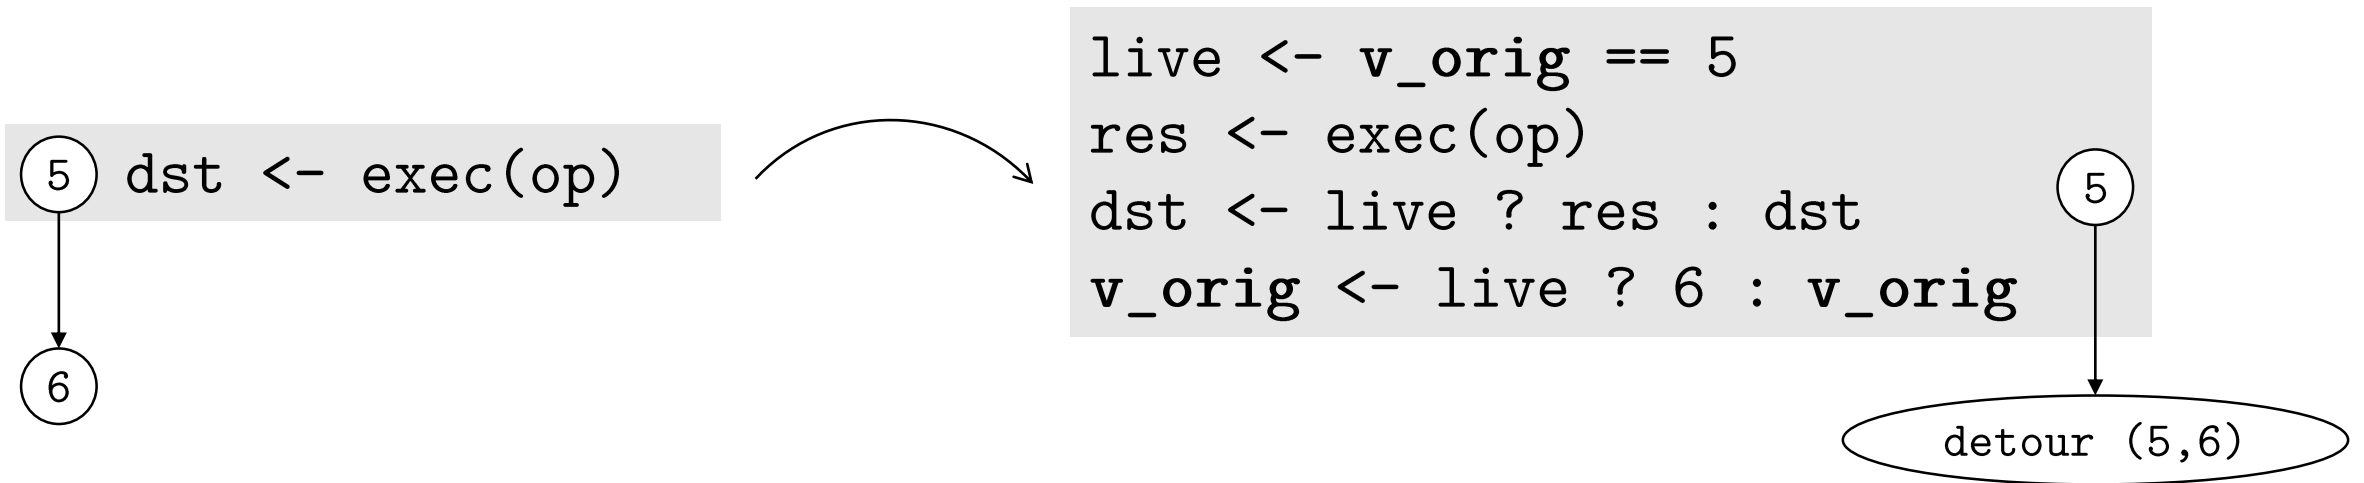 5 dst <- exec(op)
6
live <- v_orig == 5
res <- exec(op)
dst <- live ? res : dst
v_orig <- live ? 6 : v_orig
5
detour (5,6)